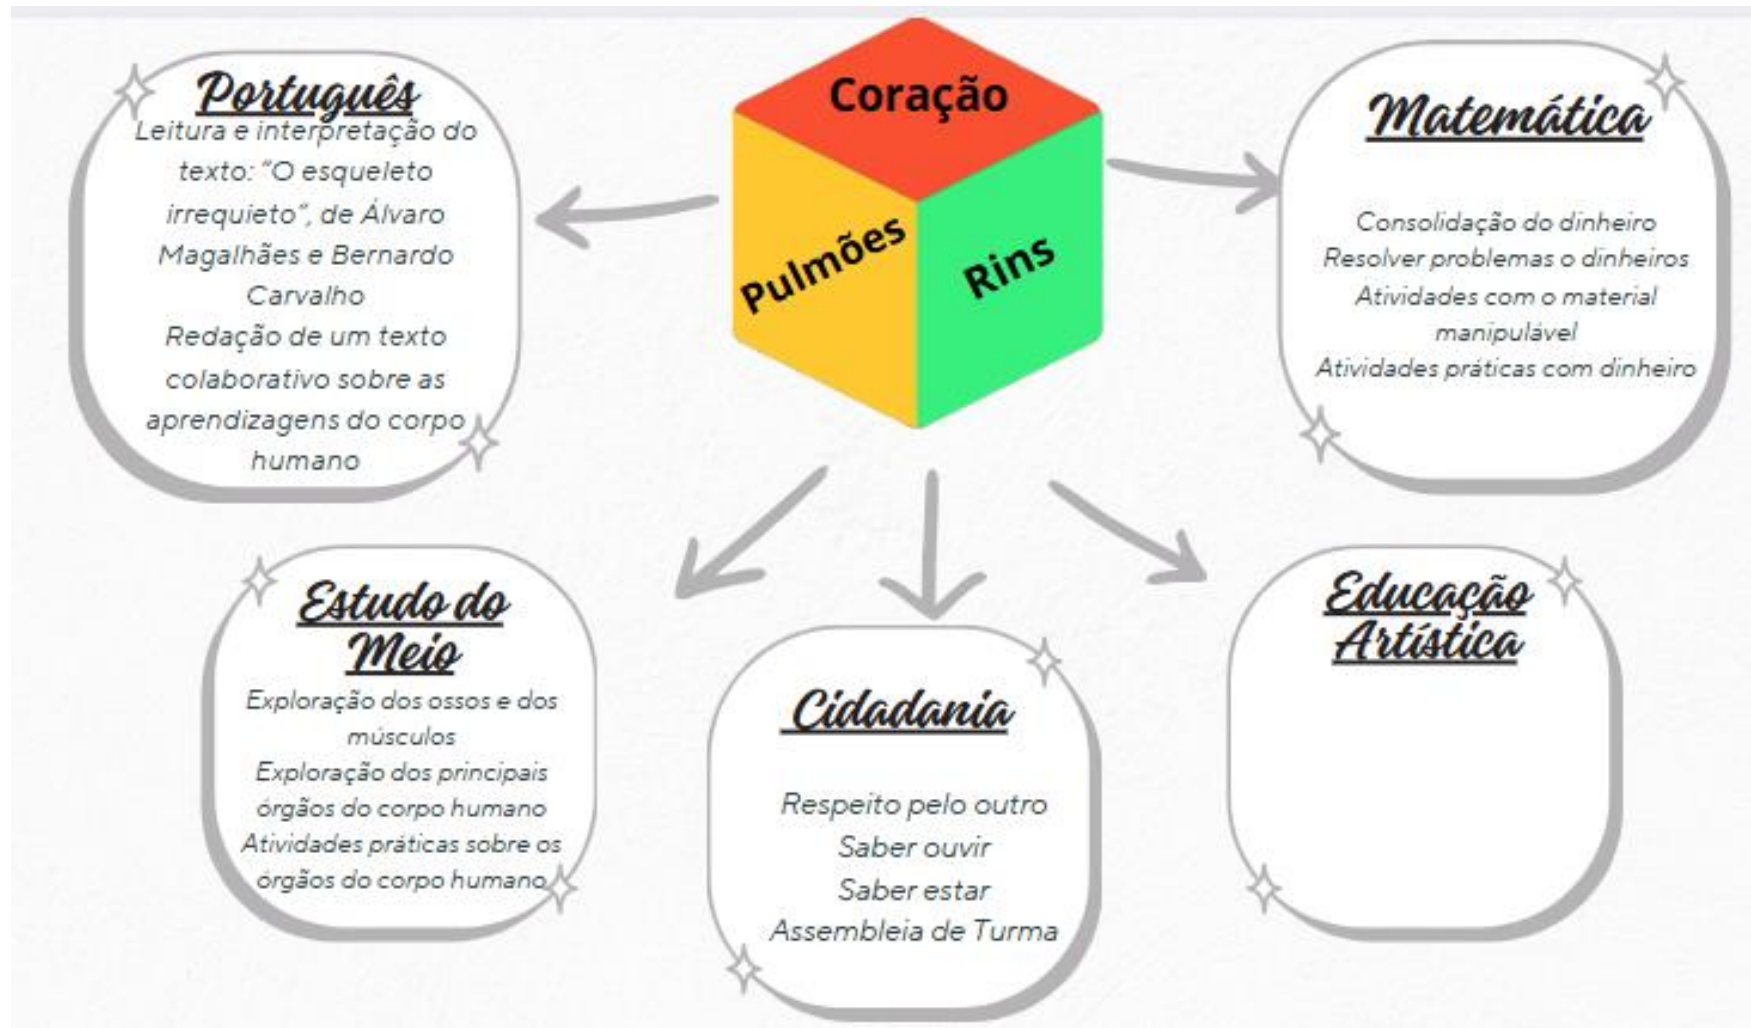 Português
Leitura e interpretação do
texto: "O esqueleto
irrequieto", de Álvaro
Magalhães e Bernardo
Carvalho
Redação de um texto
colaborativo sobre as
aprendizagens do corpo
humano
Coração
Pulmões
Rins
Matemática
Consolidação do dinheiro
Resolver problemas o dinheiros
Atividades com o material
manipulável
Atividades práticas com dinheiro
Estudo do
Meio
Exploração dos ossos e dos
músculos
Exploração dos principais
órgãos do corpo humano
Atividades práticas sobre os
órgãos do corpo humano
Cidadania
Respeito pelo outro
Saber ouvir
Saber estar
Assembleia de Turma
Educação
Artística